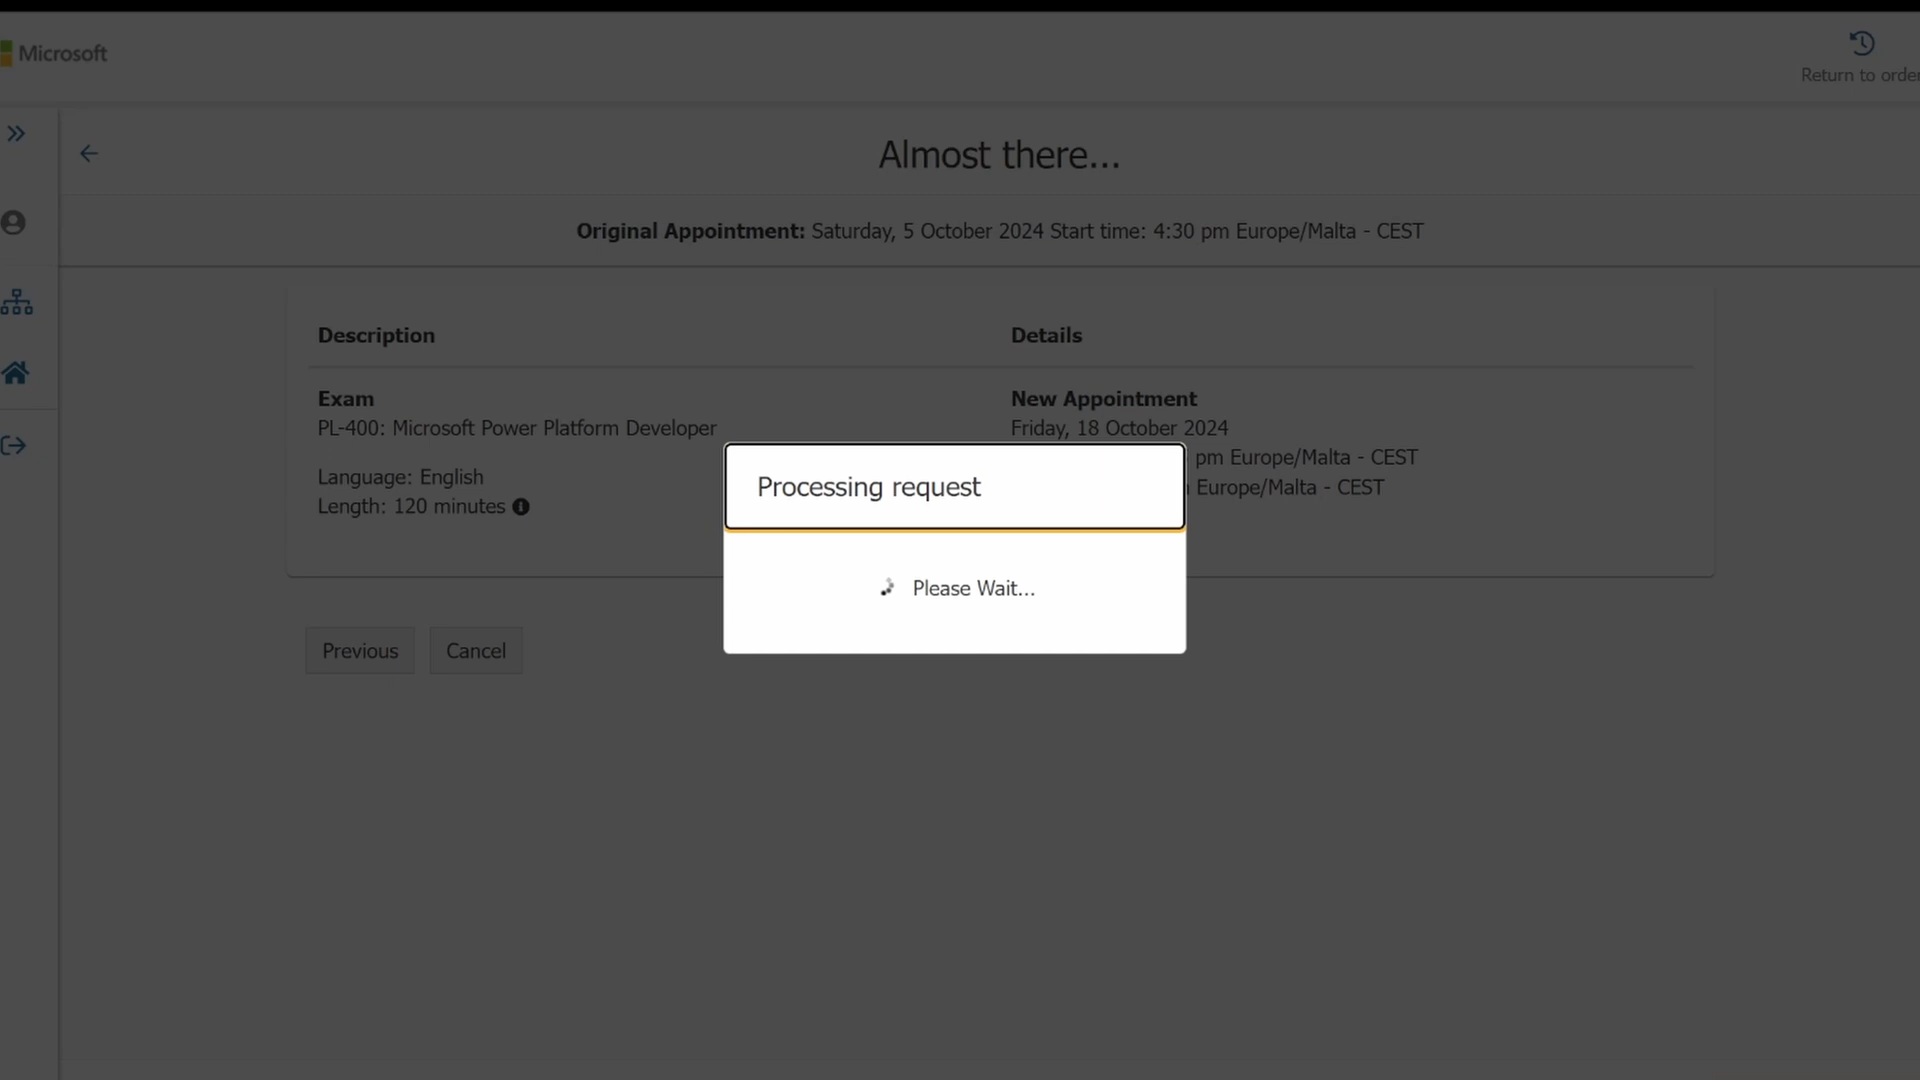 Microsoft
Return to order
Almost there...
Original Appointment: Saturday, 5 October 2024 Start time: 4:30 pm Europe/Malta - CEST
Description
Details
Exam
PL-400: Microsoft Power Platform Developer
Language: English
Length: 120 minutes
New Appointment
Friday, 18 October 2024
pm Europe/Malta - CEST
Europe/Malta - CEST
Processing request
Please Wait...
Previous
Cancel